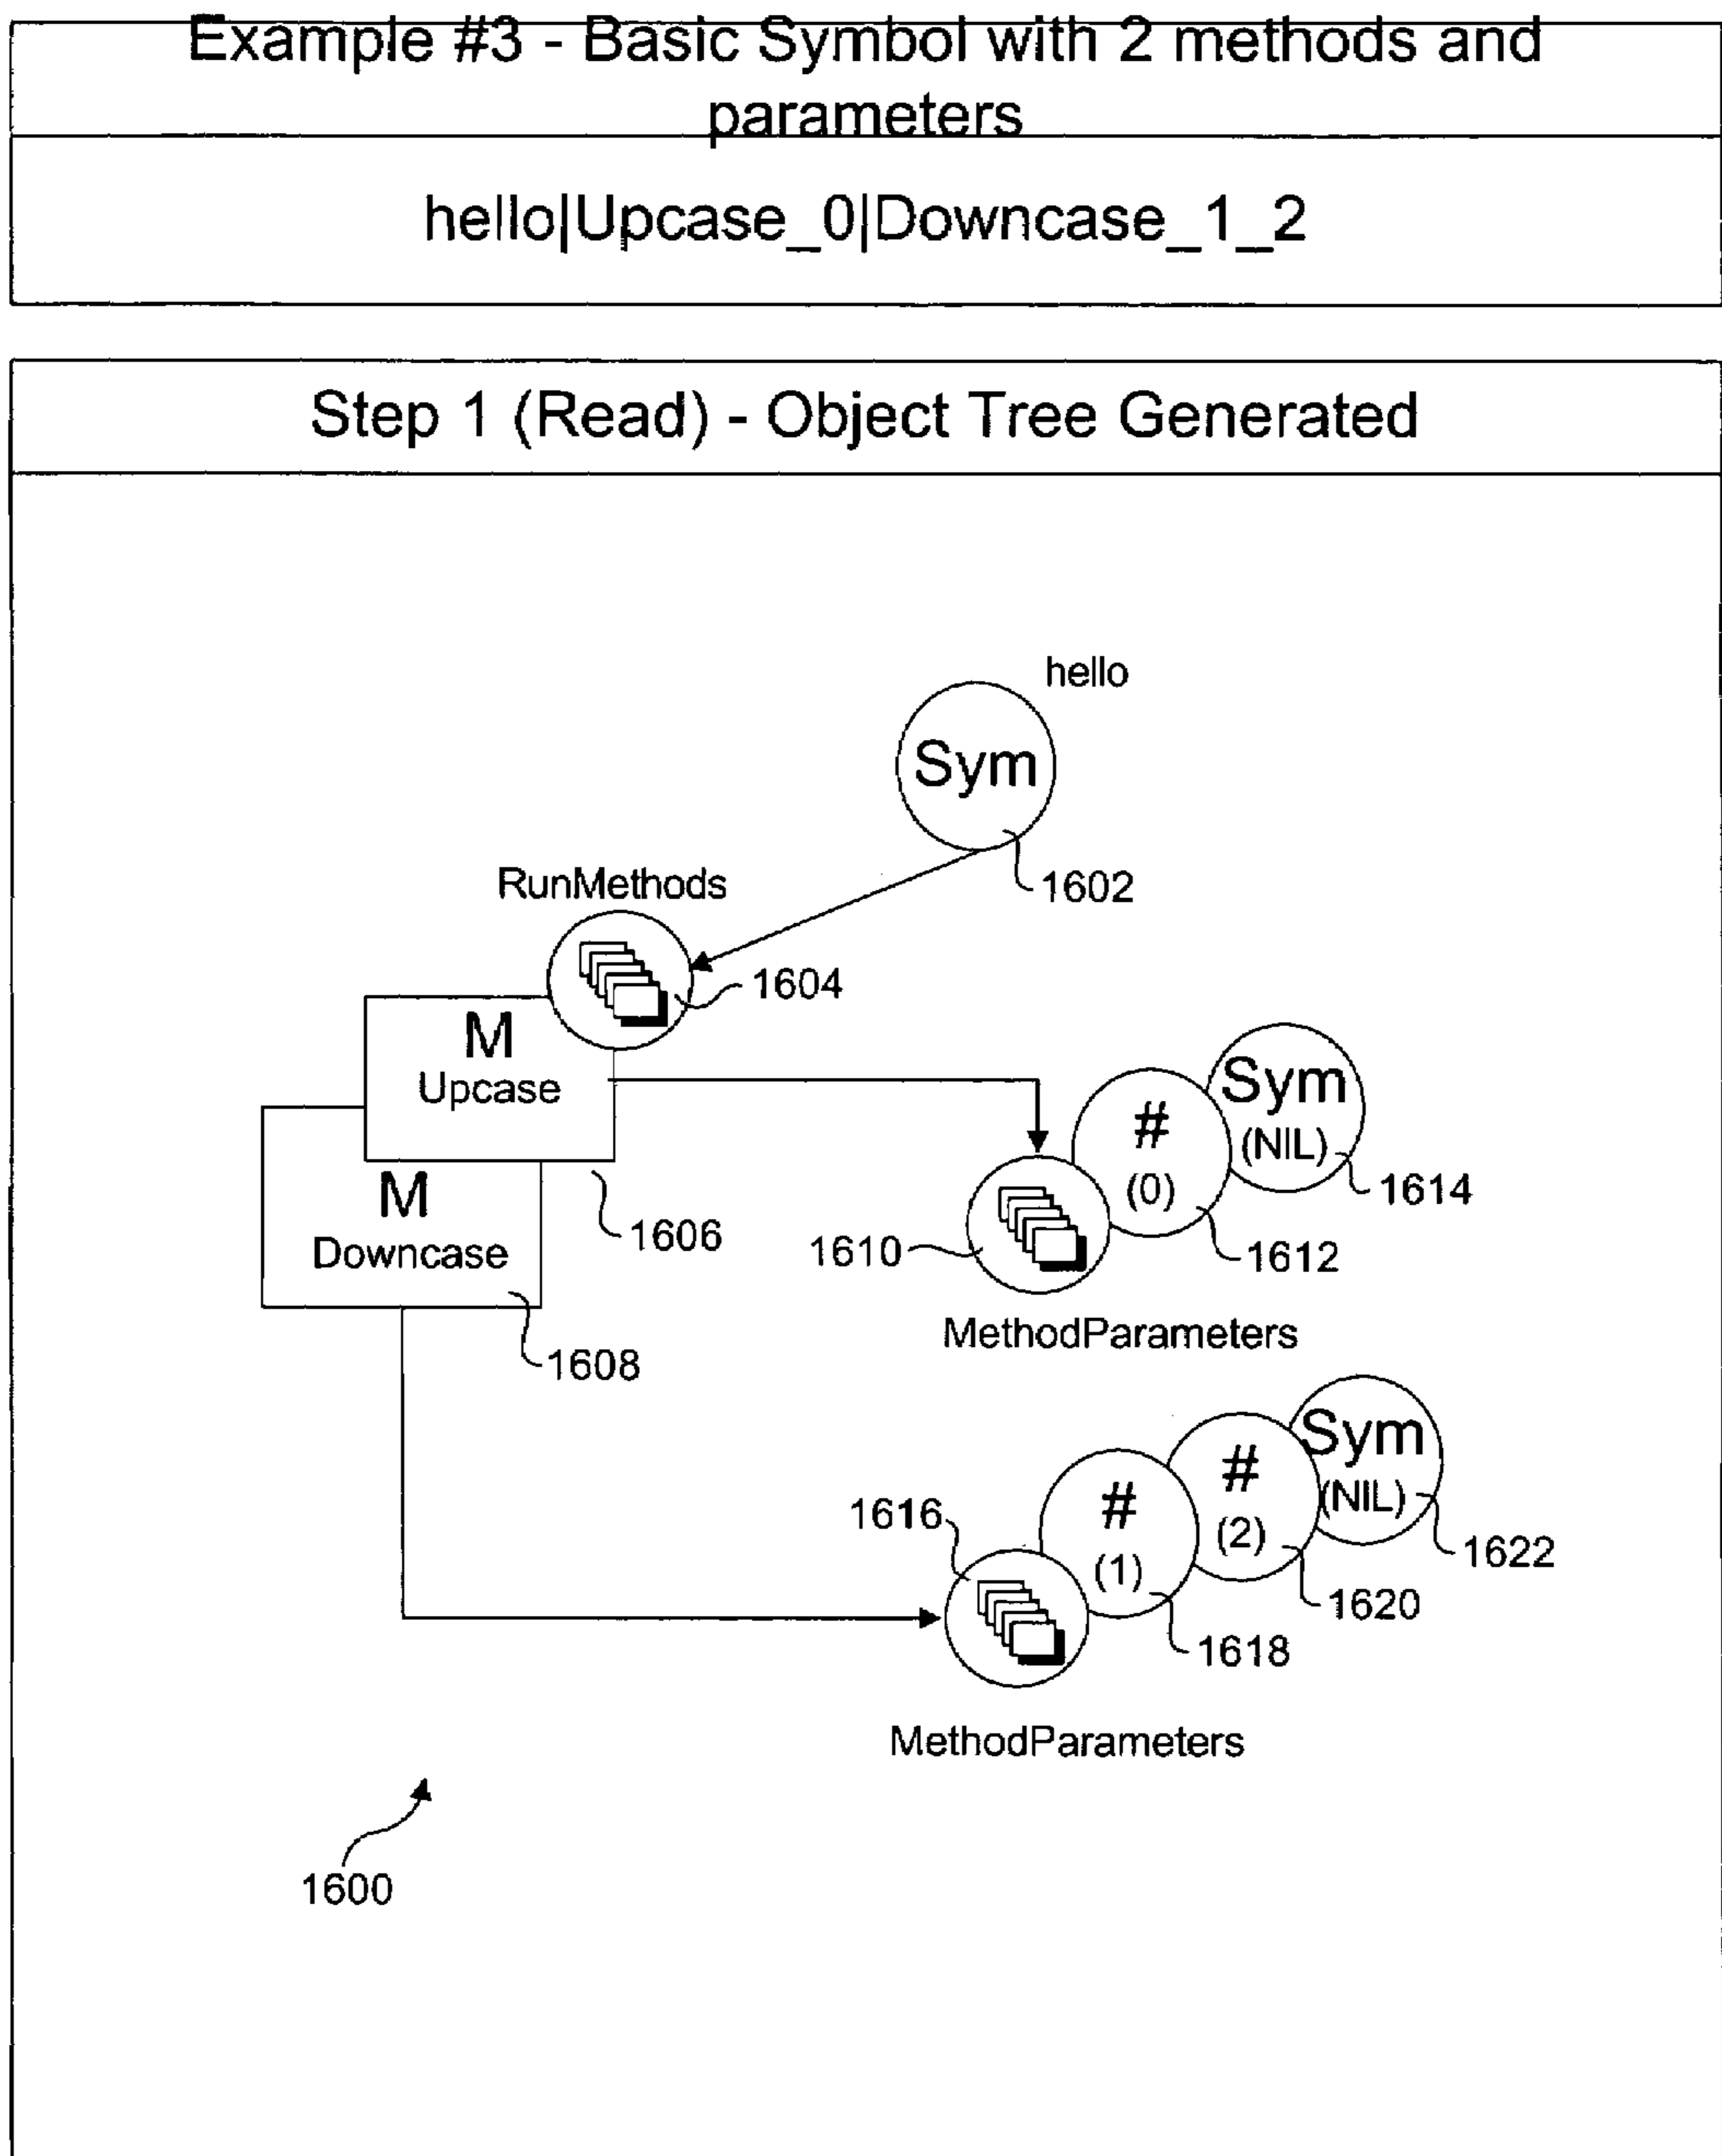 Example #3 - Basic Symbol with 2 methods and
parameters
hello|Upcase_0|Downcase_1_2
Step 1 (Read) - Object Tree Generated
hello
Sym
1602
RunMethods
1604
M
Upcase
1606
M
Downcase
1608
Sym
(NIL)
1614
#
(0)
1612
1610
MethodParameters
Sym
(NIL)
1622
#
(2)
1620
#
(1)
1618
1616
MethodParameters
1600